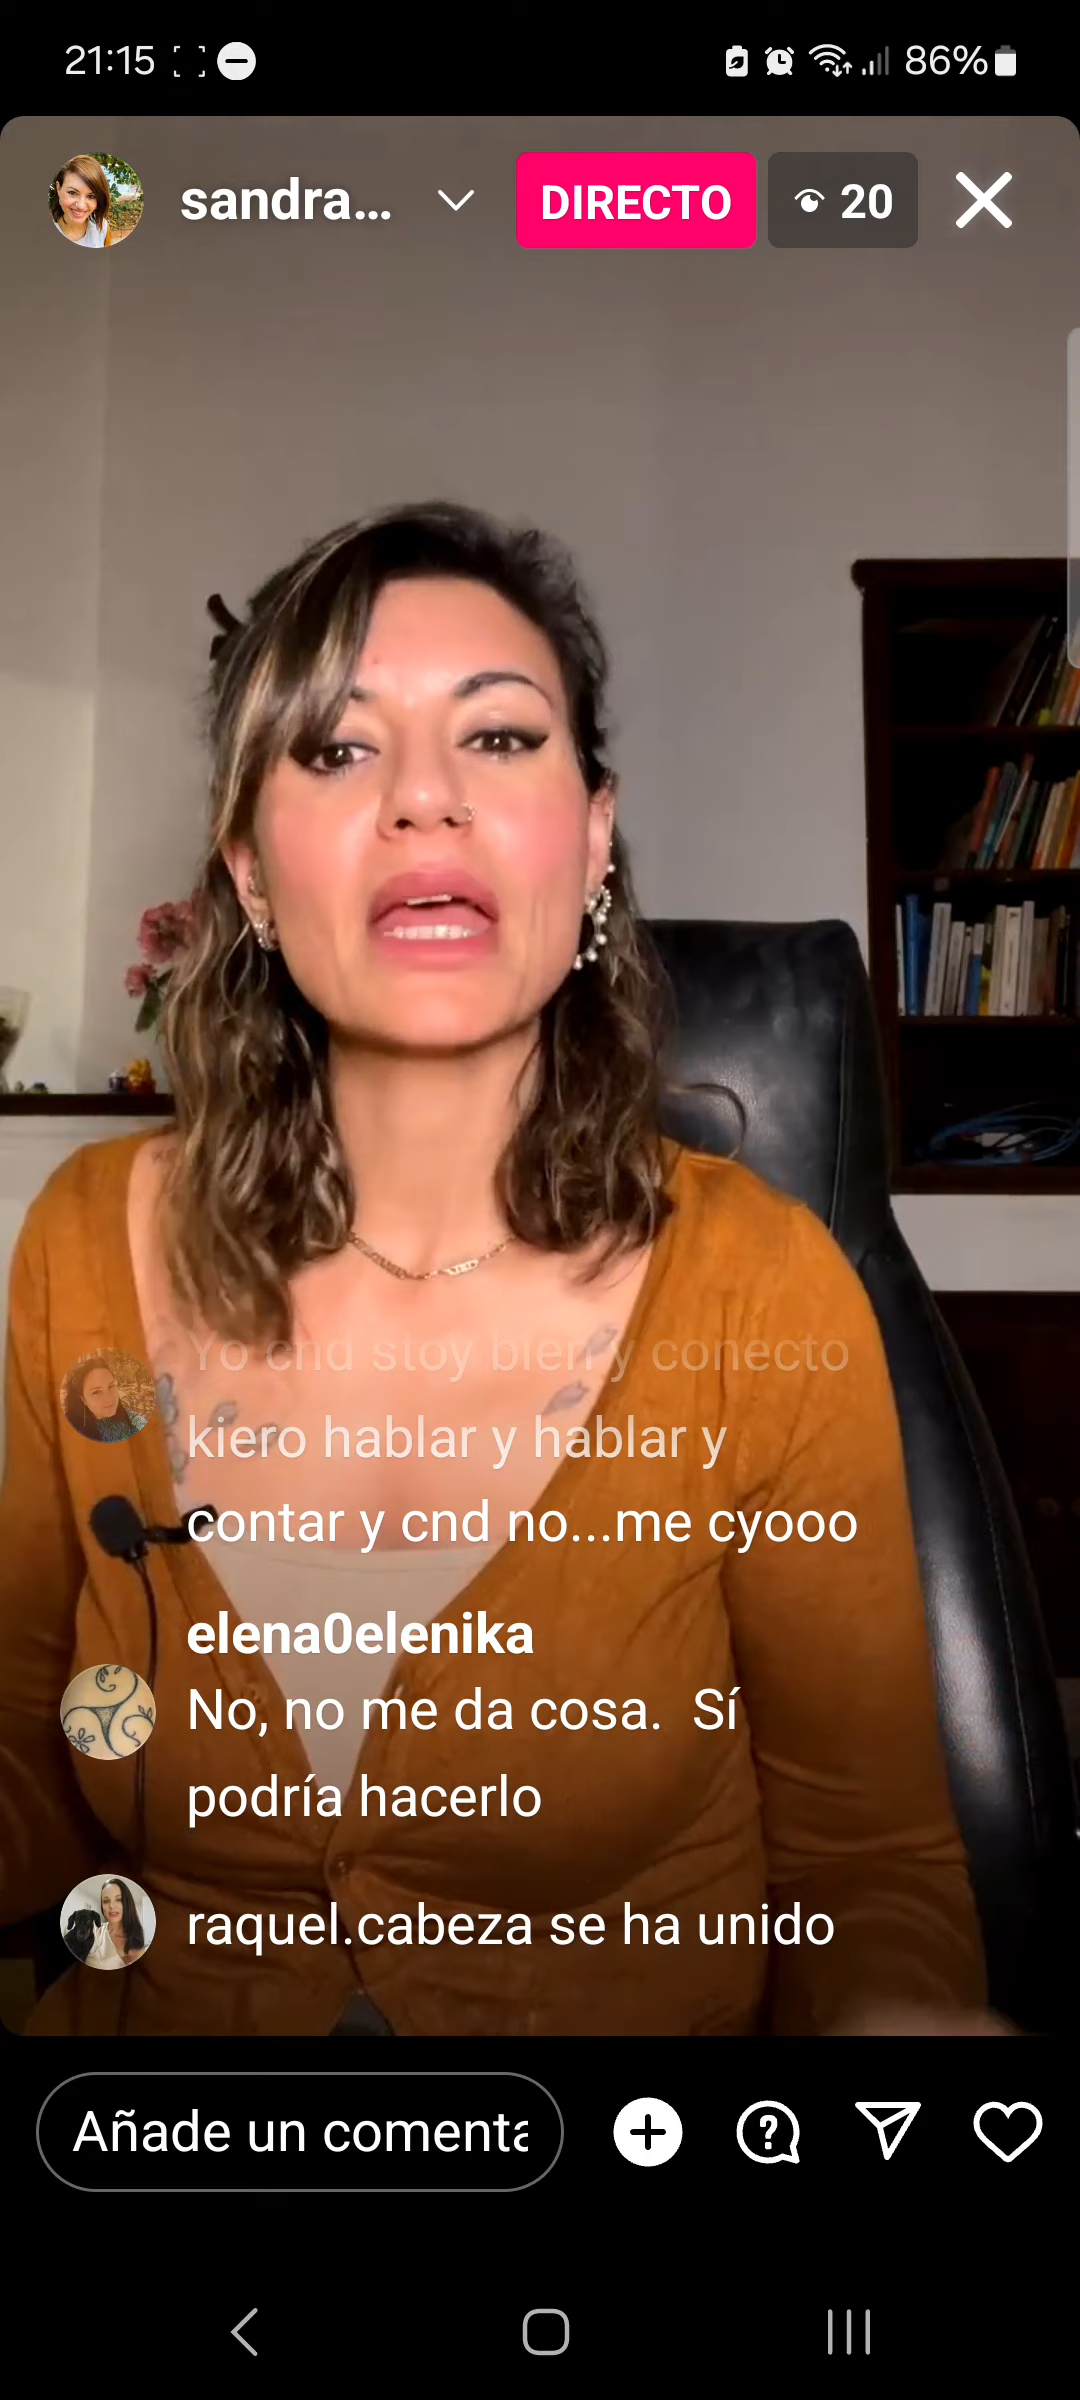 21:15 86%
sandra... DIRECTO 20
Yo cnd stoy bien y conecto
kiero hablar y hablar y
contar y cnd no...me cyooo
elena0elenika
No, no me da cosa.  Sí
podría hacerlo
raquel.cabeza se ha unido
Añade un comenta